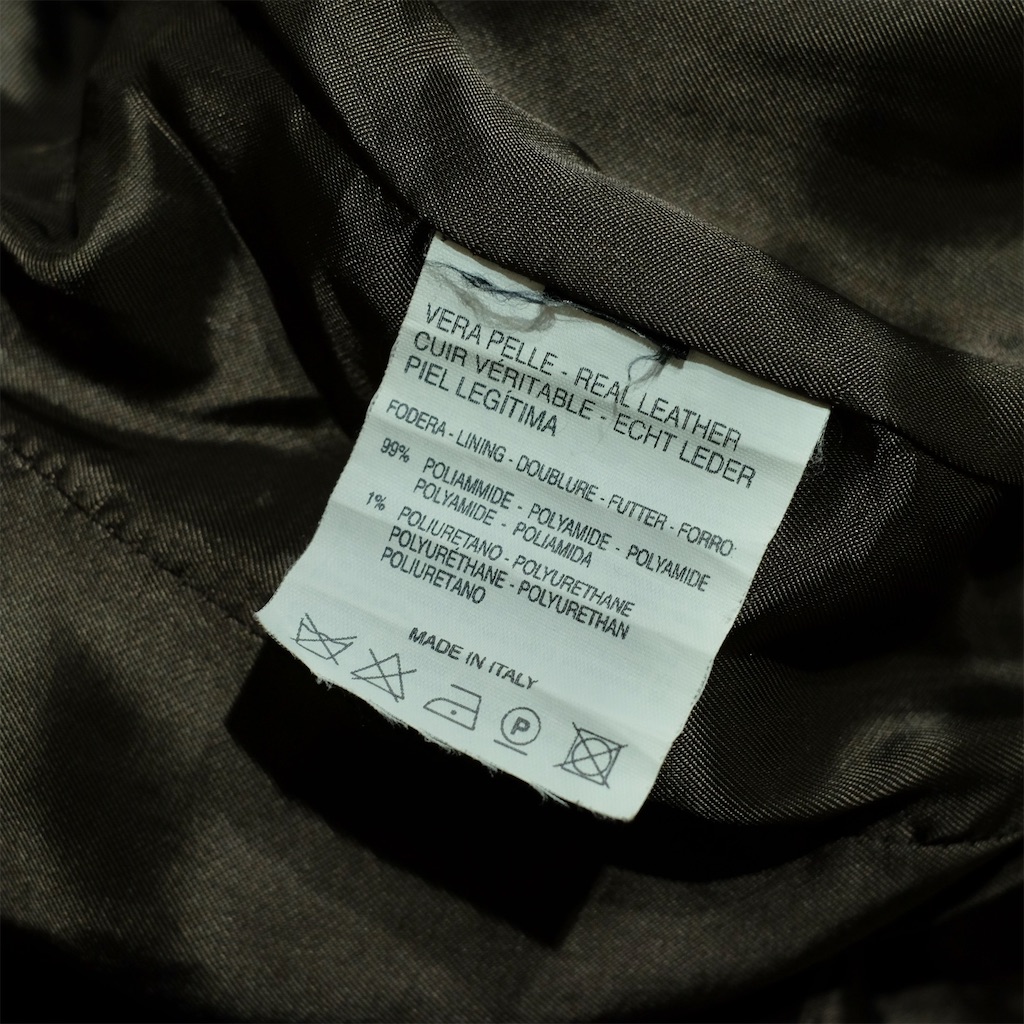 VERA PELLE - REAL LEATHER
CUIR VÉRITABLE - ECHT LEDER
PIEL LEGÍTIMA
FODERA - LINING - DOUBLURE - FUTTER - FORRO:
99% POLIAMMIDE - POLYAMIDE - POLYAMIDE
POLYAMIDE - POLIAMIDA
1% POLIURETANO - POLYURETHANE
POLYURÉTHANE - POLYURETHAN
POLIURETANO
MADE IN ITALY
P